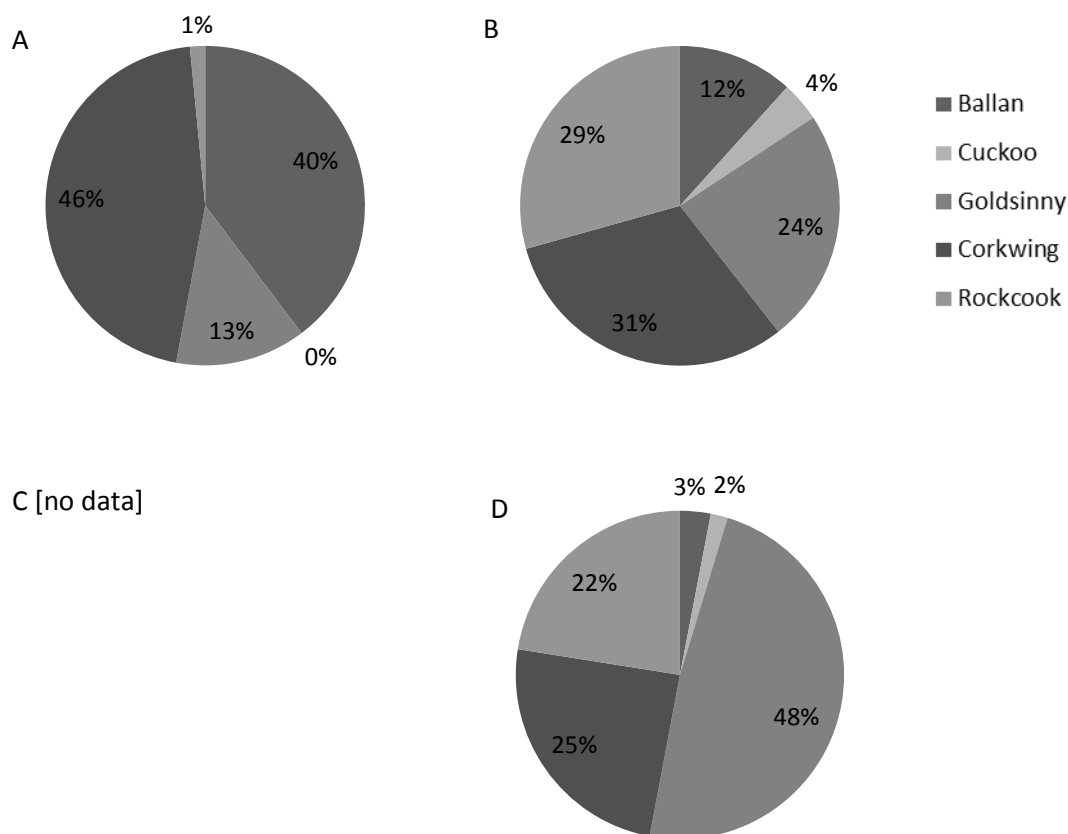 A
1%
40%
46%
13%
0%
B
12%
4%
29%
24%
31%
Ballan
Cuckoo
Goldsinny
Corkwing
Rockcook
C [no data]
D
3% 2%
22%
48%
25%